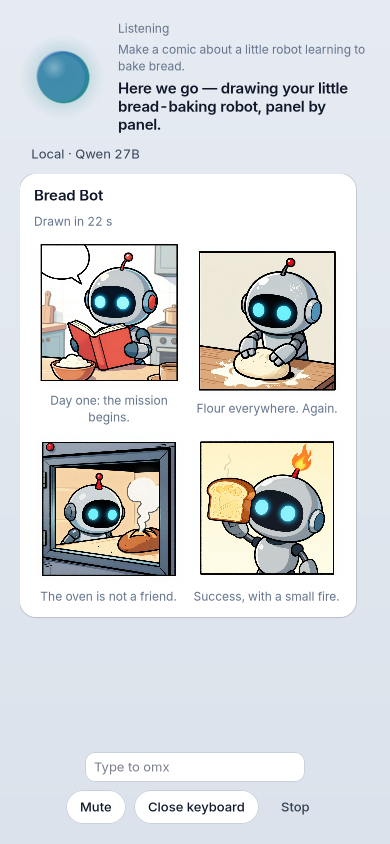 Listening
Make a comic about a little robot learning to
bake bread.
Here we go — drawing your little
bread-baking robot, panel by
panel.
Local · Qwen 27B
Bread Bot
Drawn in 22 s
Day one: the mission
begins.
Flour everywhere. Again.
The oven is not a friend.
Success, with a small fire.
Type to omx
Mute
Close keyboard
Stop